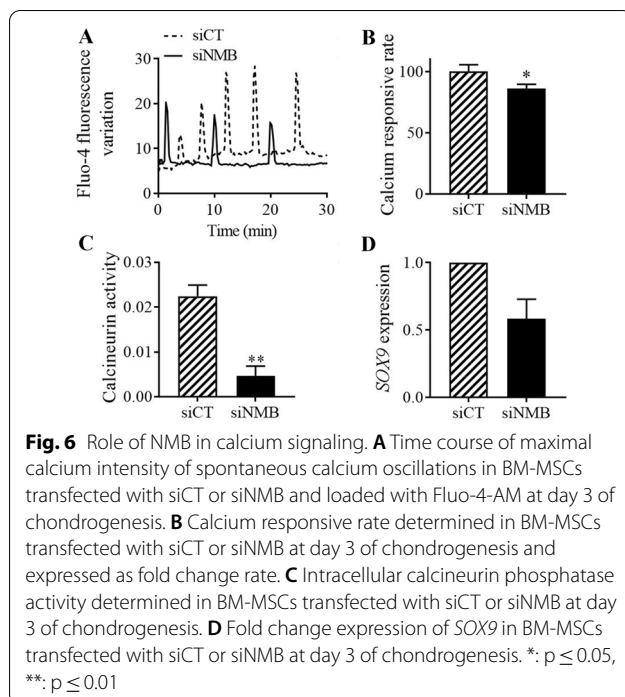 A
siCT
siNMB
Fluo-4 fluorescence
variation
30
20
10
0
0
10
20
30
Time (min)
B
Calcium responsive rate
100
50
0
*
siCT
siNMB
C
Calcineurin activity
0.03
0.02
0.01
0.00
**
siCT
siNMB
D
SOX9 expression
1.0
0.5
0.0
siCT
siNMB
Fig. 6 Role of NMB in calcium signaling. A Time course of maximal
calcium intensity of spontaneous calcium oscillations in BM-MSCs
transfected with siCT or siNMB and loaded with Fluo-4-AM at day 3 of
chondrogenesis. B Calcium responsive rate determined in BM-MSCs
transfected with siCT or siNMB at day 3 of chondrogenesis and
expressed as fold change rate. C Intracellular calcineurin phosphatase
activity determined in BM-MSCs transfected with siCT or siNMB at day
3 of chondrogenesis. D Fold change expression of SOX9 in BM-MSCs
transfected with siCT or siNMB at day 3 of chondrogenesis. *: p ≤ 0.05,
**: p ≤ 0.01